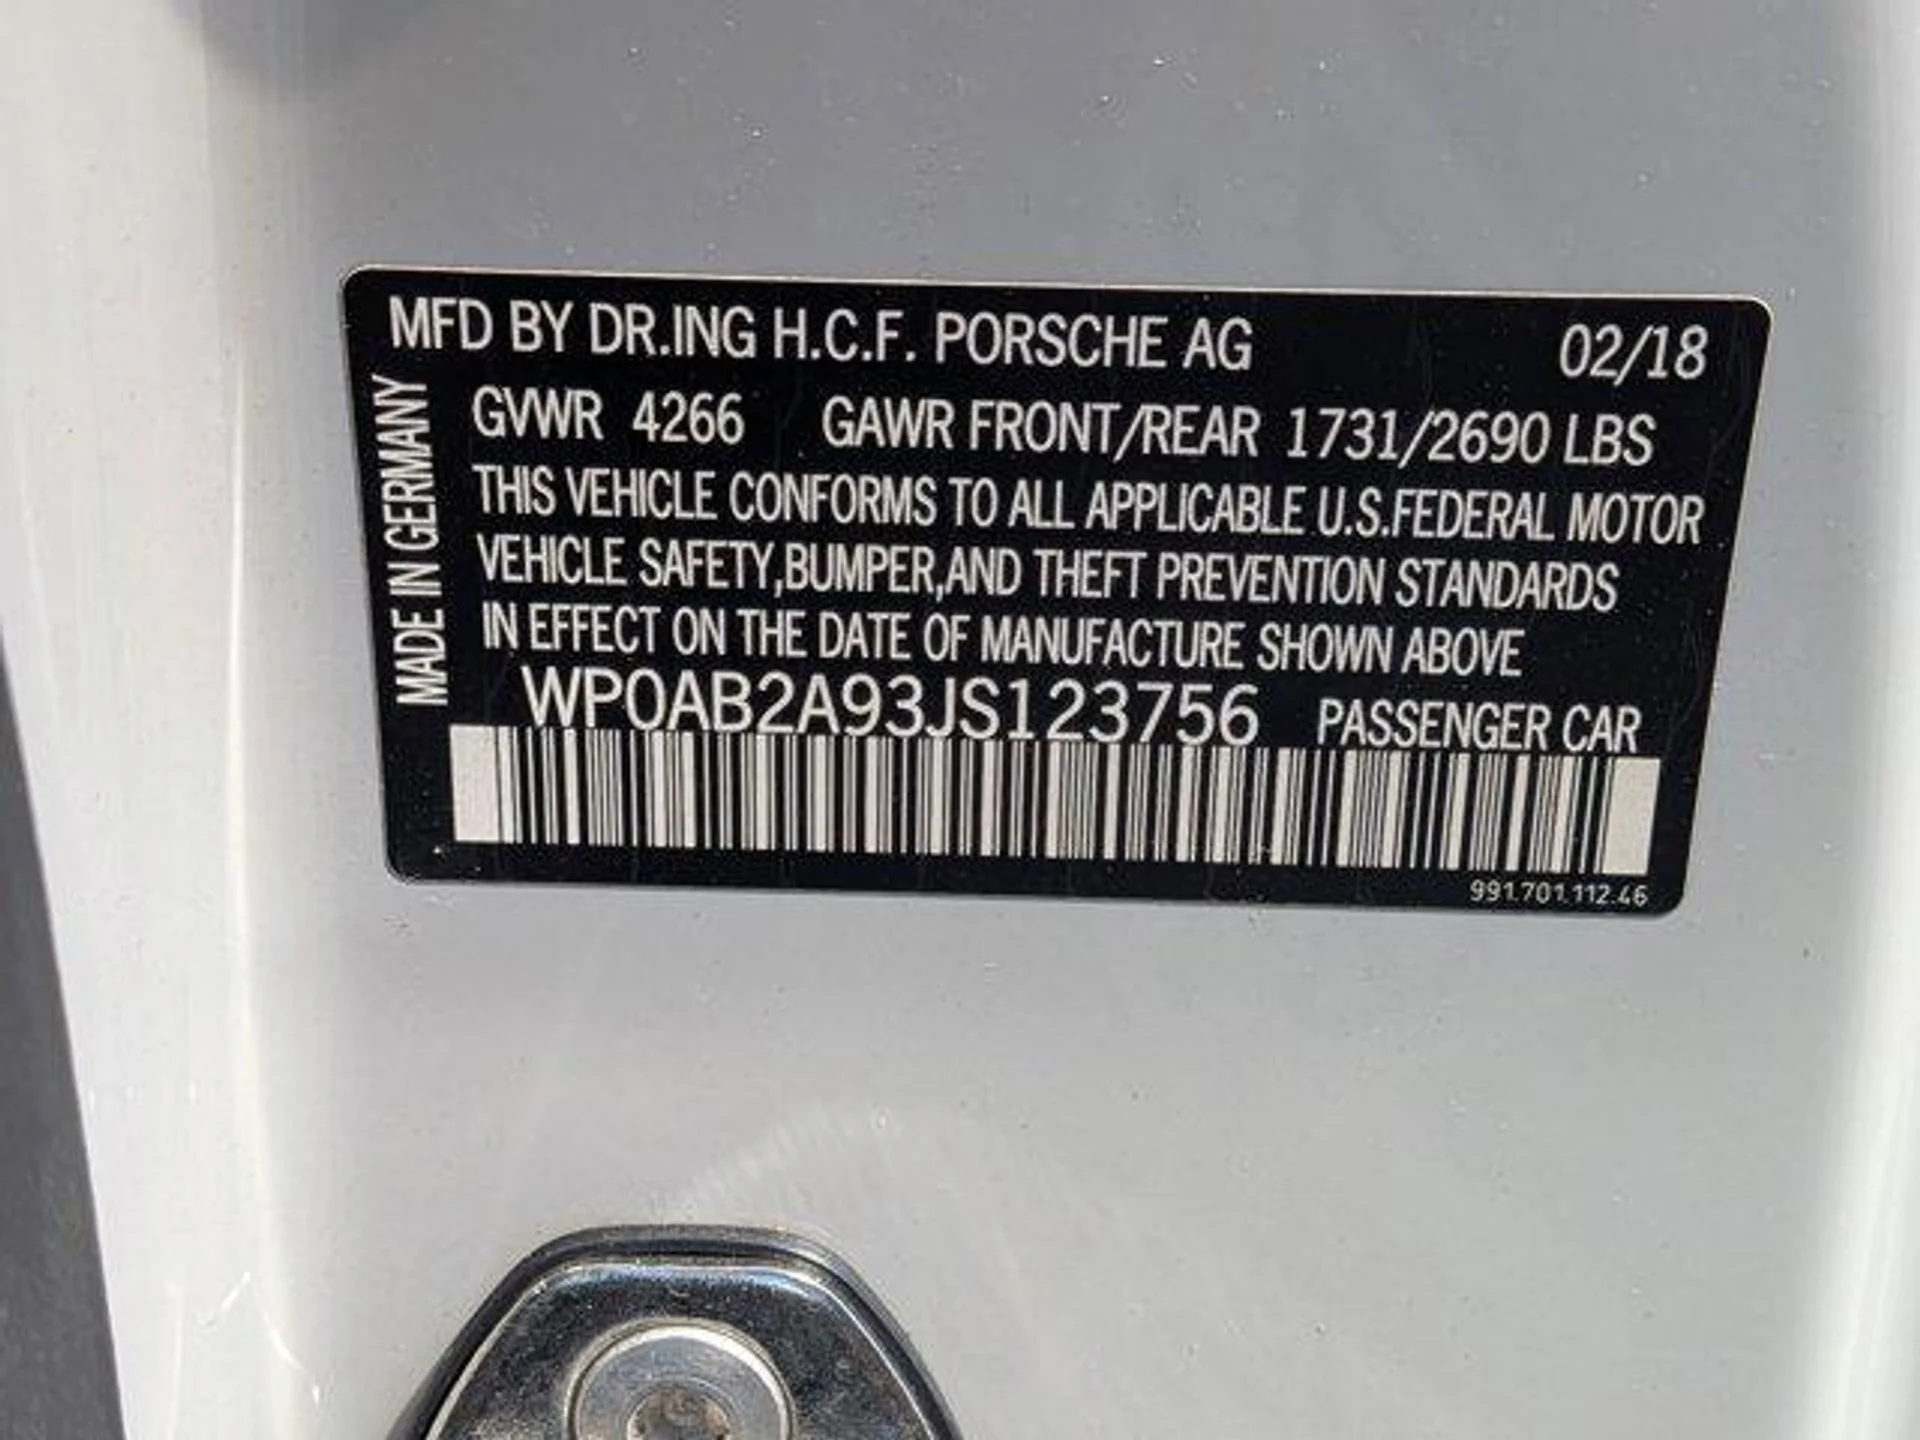 MFD BY DR.ING H.C.F. PORSCHE AG 02/18
MADE IN GERMANY
GVWR 4266 GAWR FRONT/REAR 1731/2690 LBS
THIS VEHICLE CONFORMS TO ALL APPLICABLE U.S.FEDERAL MOTOR
VEHICLE SAFETY,BUMPER,AND THEFT PREVENTION STANDARDS
IN EFFECT ON THE DATE OF MANUFACTURE SHOWN ABOVE
WP0AB2A93JS123756 PASSENGER CAR
991.701.112.46